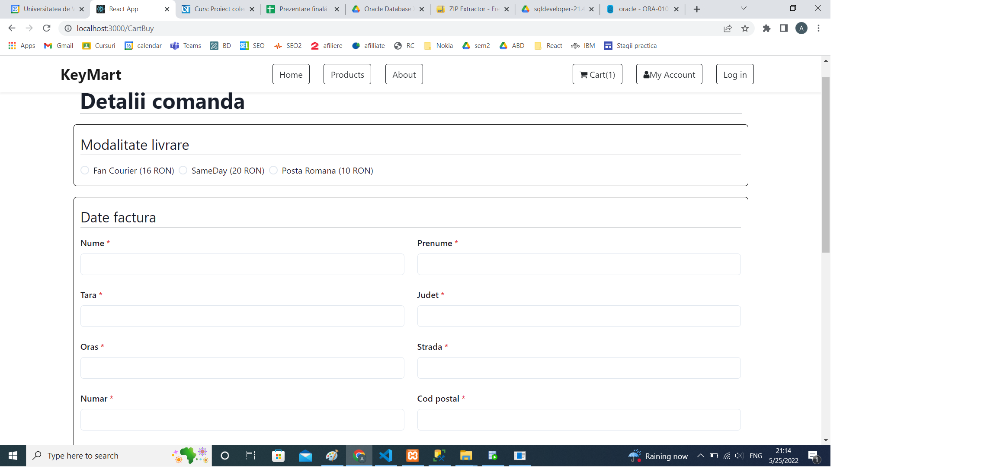 Universitatea de V
React App
Curs: Proiect cole
Prezentare finală
Oracle Database X
ZIP Extractor - Fre
sqldeveloper-21.4
oracle - ORA-010
localhost:3000/CartBuy
A
Apps
Gmail
Cursuri
calendar
Teams
BD
SEO
SEO2
afiliere
afilliate
RC
Nokia
sem2
ABD
React
IBM
Stagii practica
KeyMart
Home
Products
About
Cart(1)
My Account
Log in
Detalii comanda
Modalitate livrare
Fan Courier (16 RON) SameDay (20 RON) Posta Romana (10 RON)
Date factura
Nume * Prenume *
Tara * Judet *
Oras * Strada *
Numar * Cod postal *
Type here to search
Raining now
ENG
21:14
5/25/2022
1